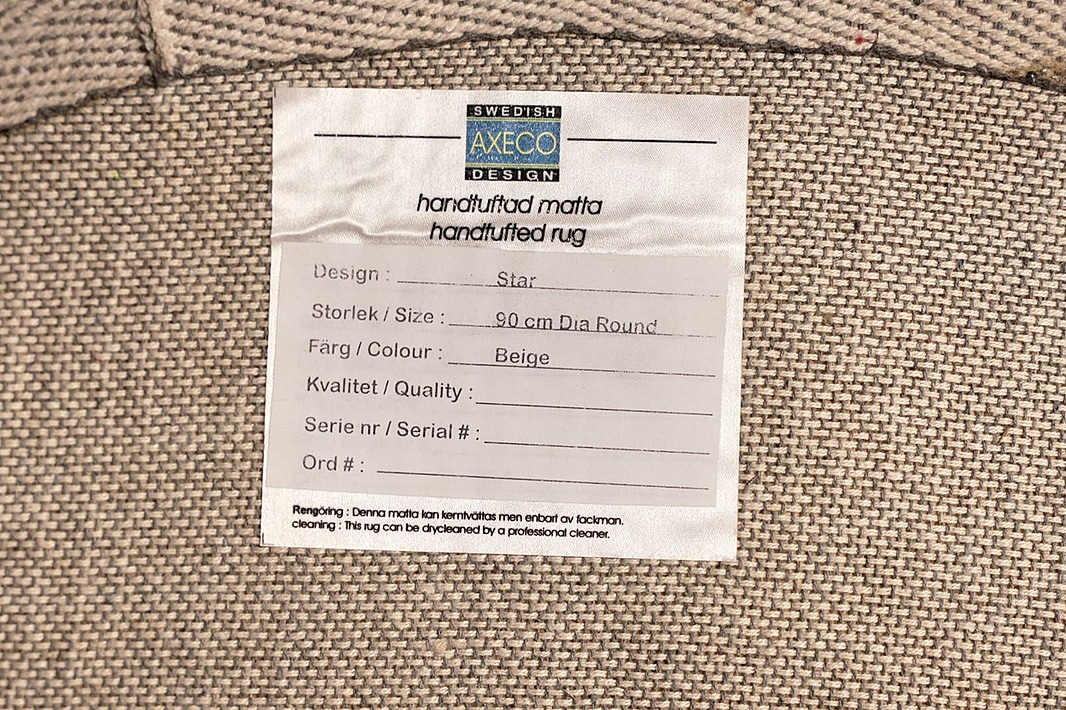 SWEDISH
AXECO
DESIGN
handtuftad matta
handtufted rug
Design : Star
Storlek / Size : 90 cm Dia Round
Färg / Colour : Beige
Kvalitet / Quality :
Serie nr / Serial # :
Ord # :
Rengöring : Denna matta kan kemtvättas men enbart av fackman.
cleaning : This rug can be drycleaned by a professional cleaner.